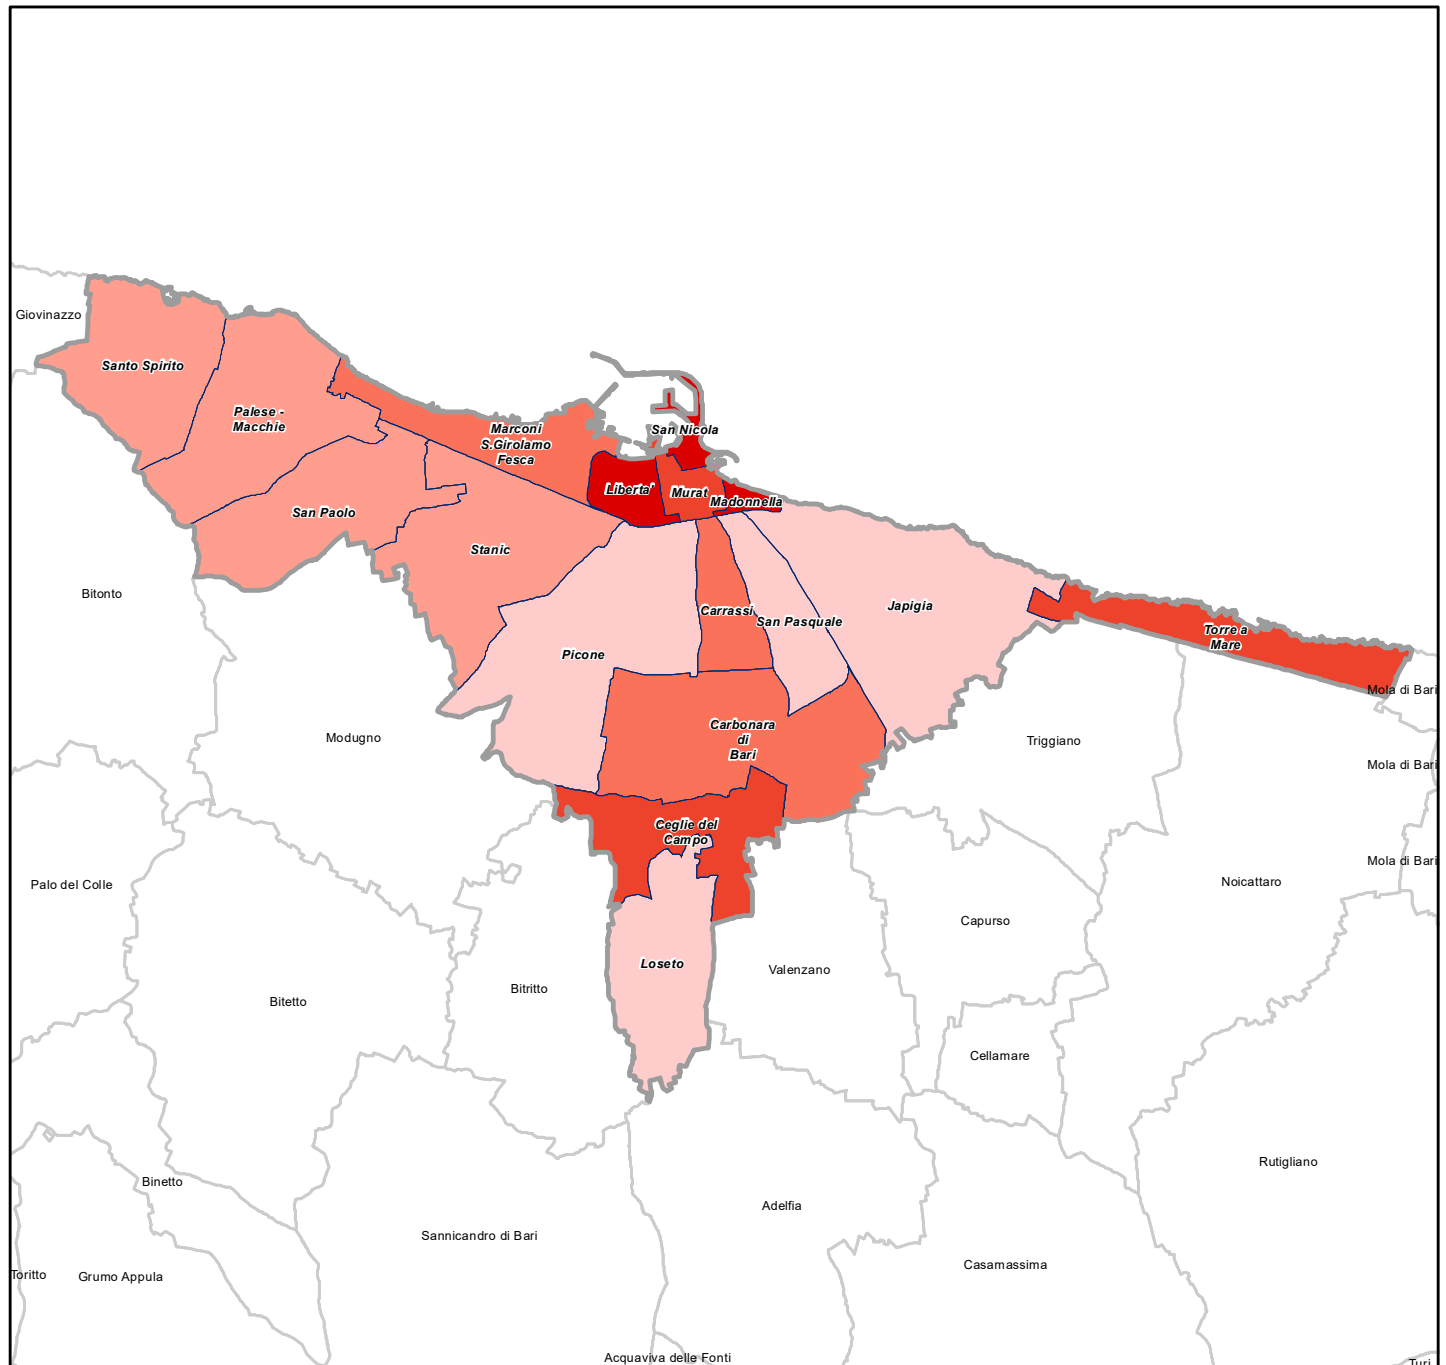 Giovinazzo
Santo Spirito
Palese -
Macchie
Marconi
S.Girolamo
Fesca
San Nicola
Liberta'
Murat
Madonnella
San Paolo
Stanic
Bitonto
Carrassi
San Pasquale
Japigia
Torre a
Mare
Picone
Mola di Bari
Modugno
Carbonara
di
Bari
Triggiano
Mola di Bari
Ceglie del
Campo
Mola di Bari
Palo del Colle
Noicattaro
Capurso
Loseto
Valenzano
Bitetto
Bitritto
Cellamare
Rutigliano
Binetto
Adelfia
Sannicandro di Bari
Casamassima
Toritto
Grumo Appula
Acquaviva delle Fonti
Turi